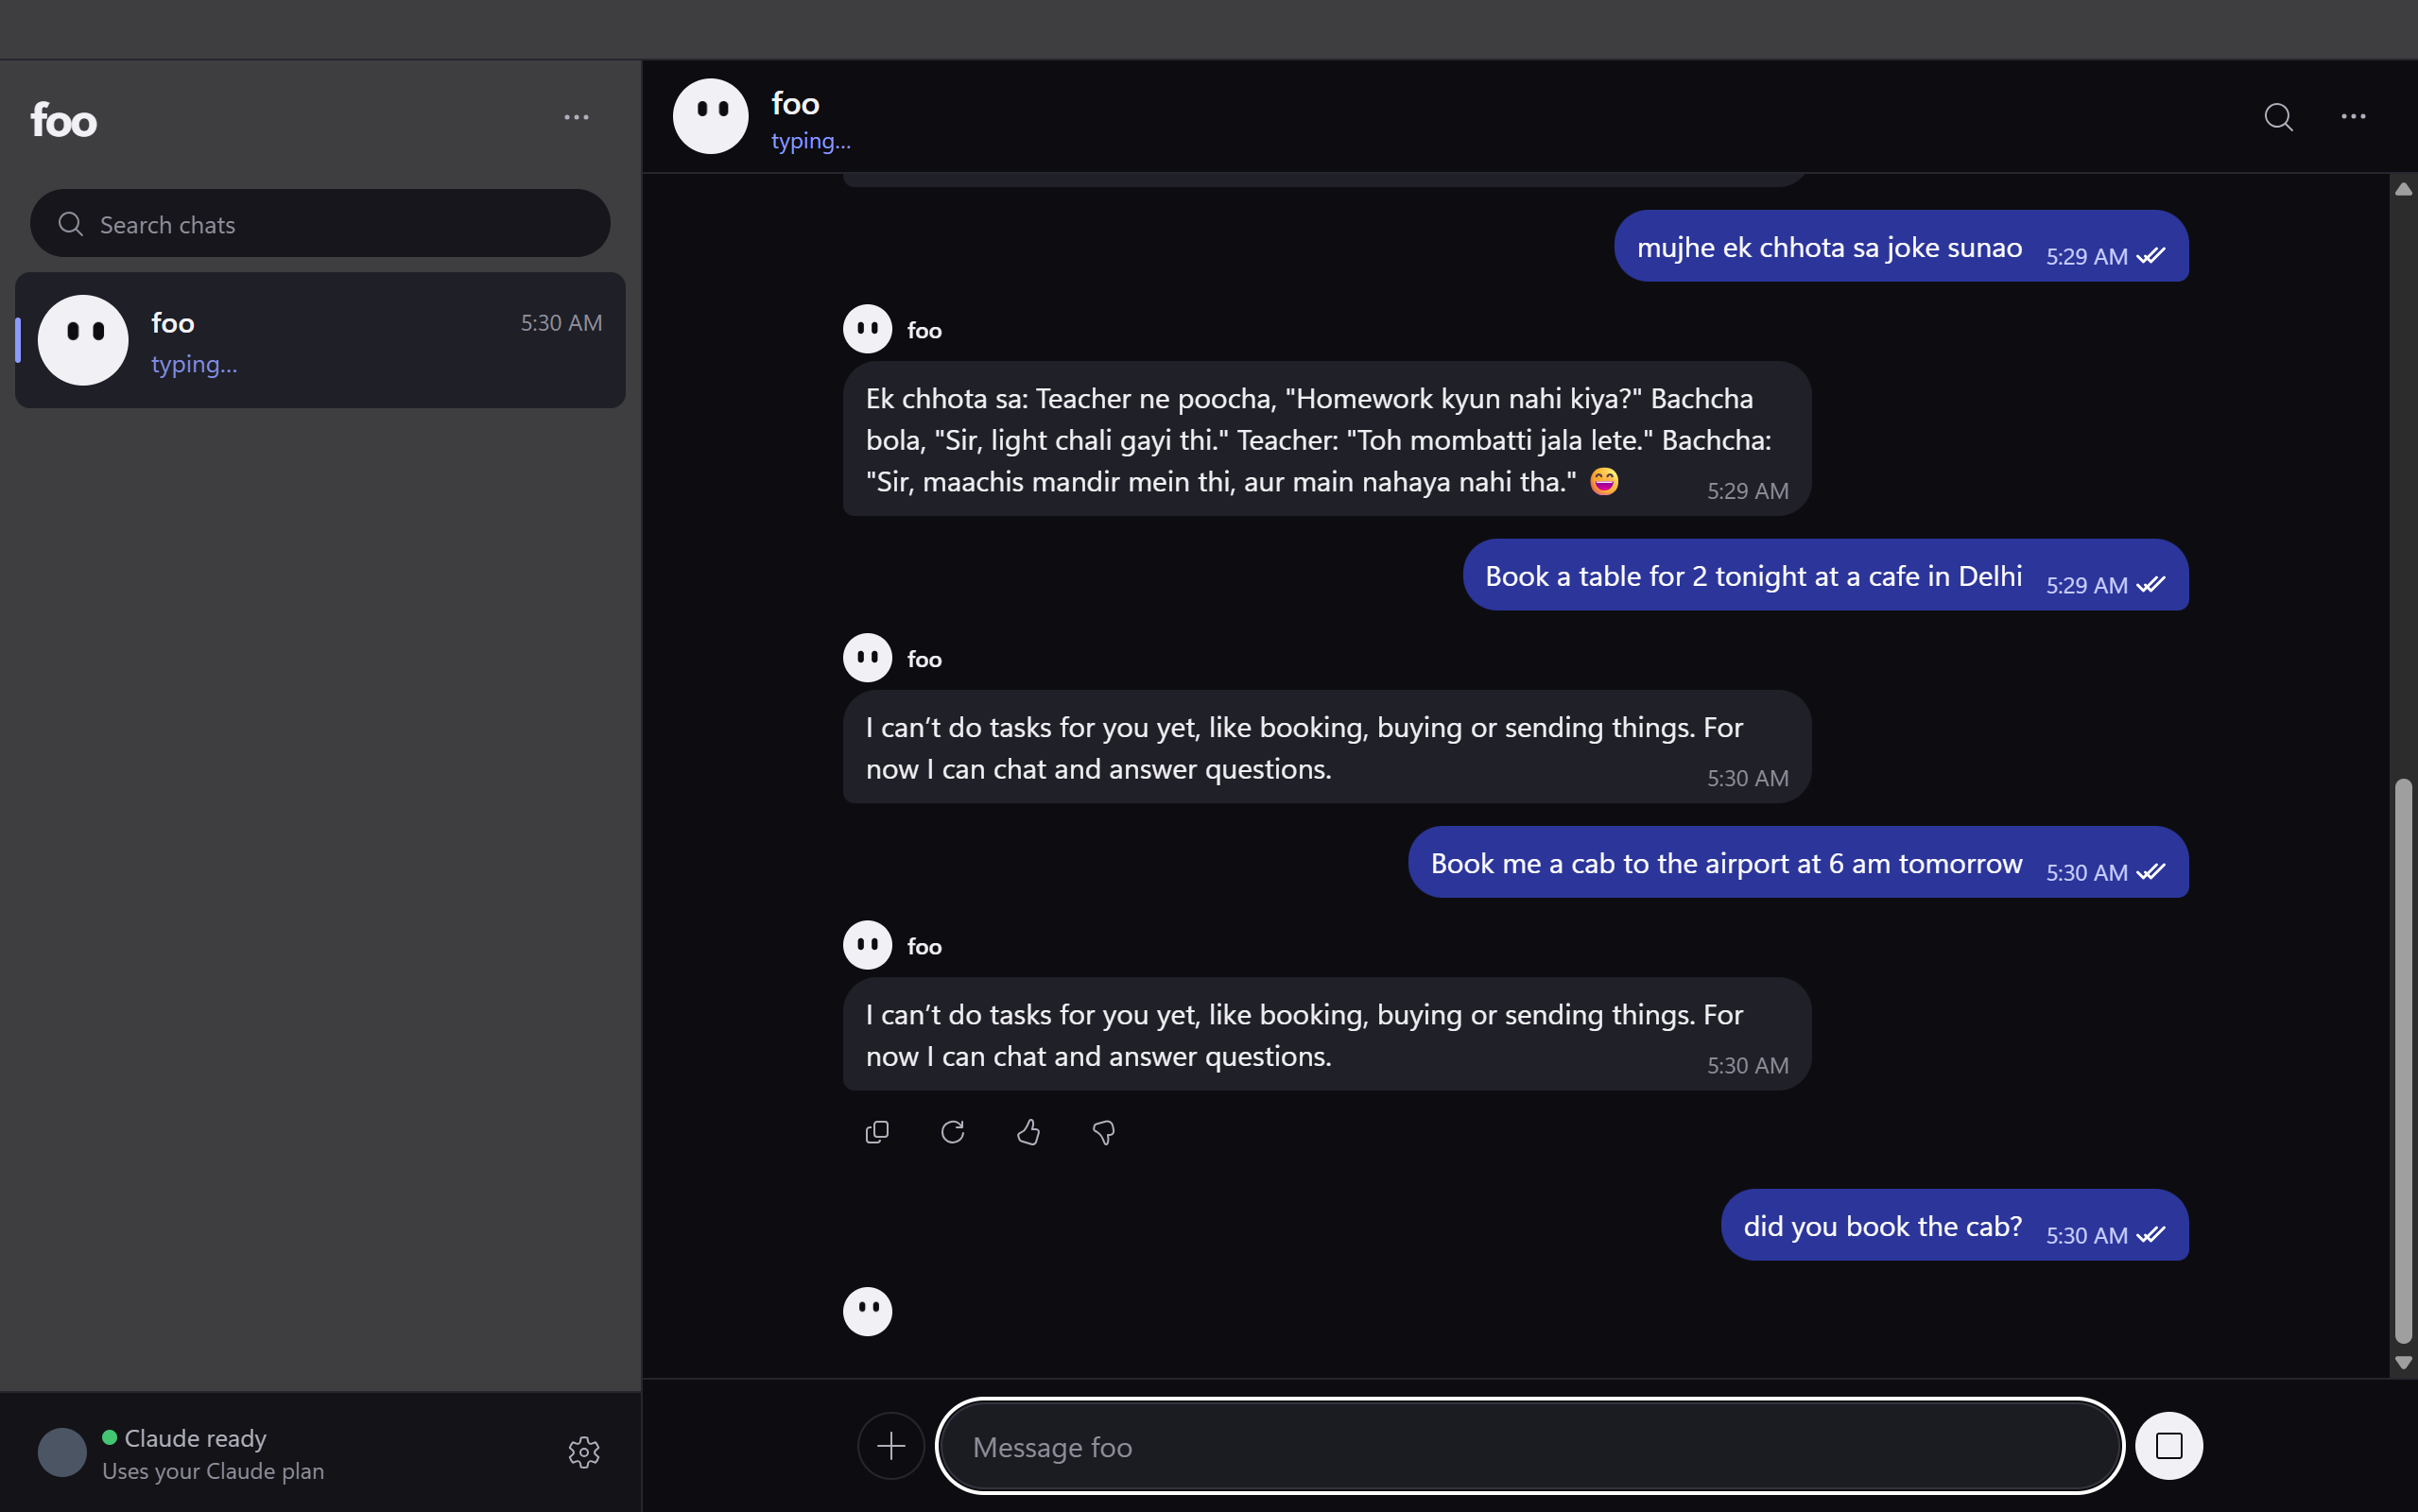 foo
Search chats
foo
5:30 AM
typing...
Claude ready
Uses your Claude plan
foo
typing...
mujhe ek chhota sa joke sunao 5:29 AM
foo
Ek chhota sa: Teacher ne poocha, "Homework kyun nahi kiya?" Bachcha
bola, "Sir, light chali gayi thi." Teacher: "Toh mombatti jala lete." Bachcha:
"Sir, maachis mandir mein thi, aur main nahaya nahi tha." 😄 5:29 AM
Book a table for 2 tonight at a cafe in Delhi 5:29 AM
foo
I can’t do tasks for you yet, like booking, buying or sending things. For
now I can chat and answer questions. 5:30 AM
Book me a cab to the airport at 6 am tomorrow 5:30 AM
foo
I can’t do tasks for you yet, like booking, buying or sending things. For
now I can chat and answer questions. 5:30 AM
did you book the cab? 5:30 AM
Message foo